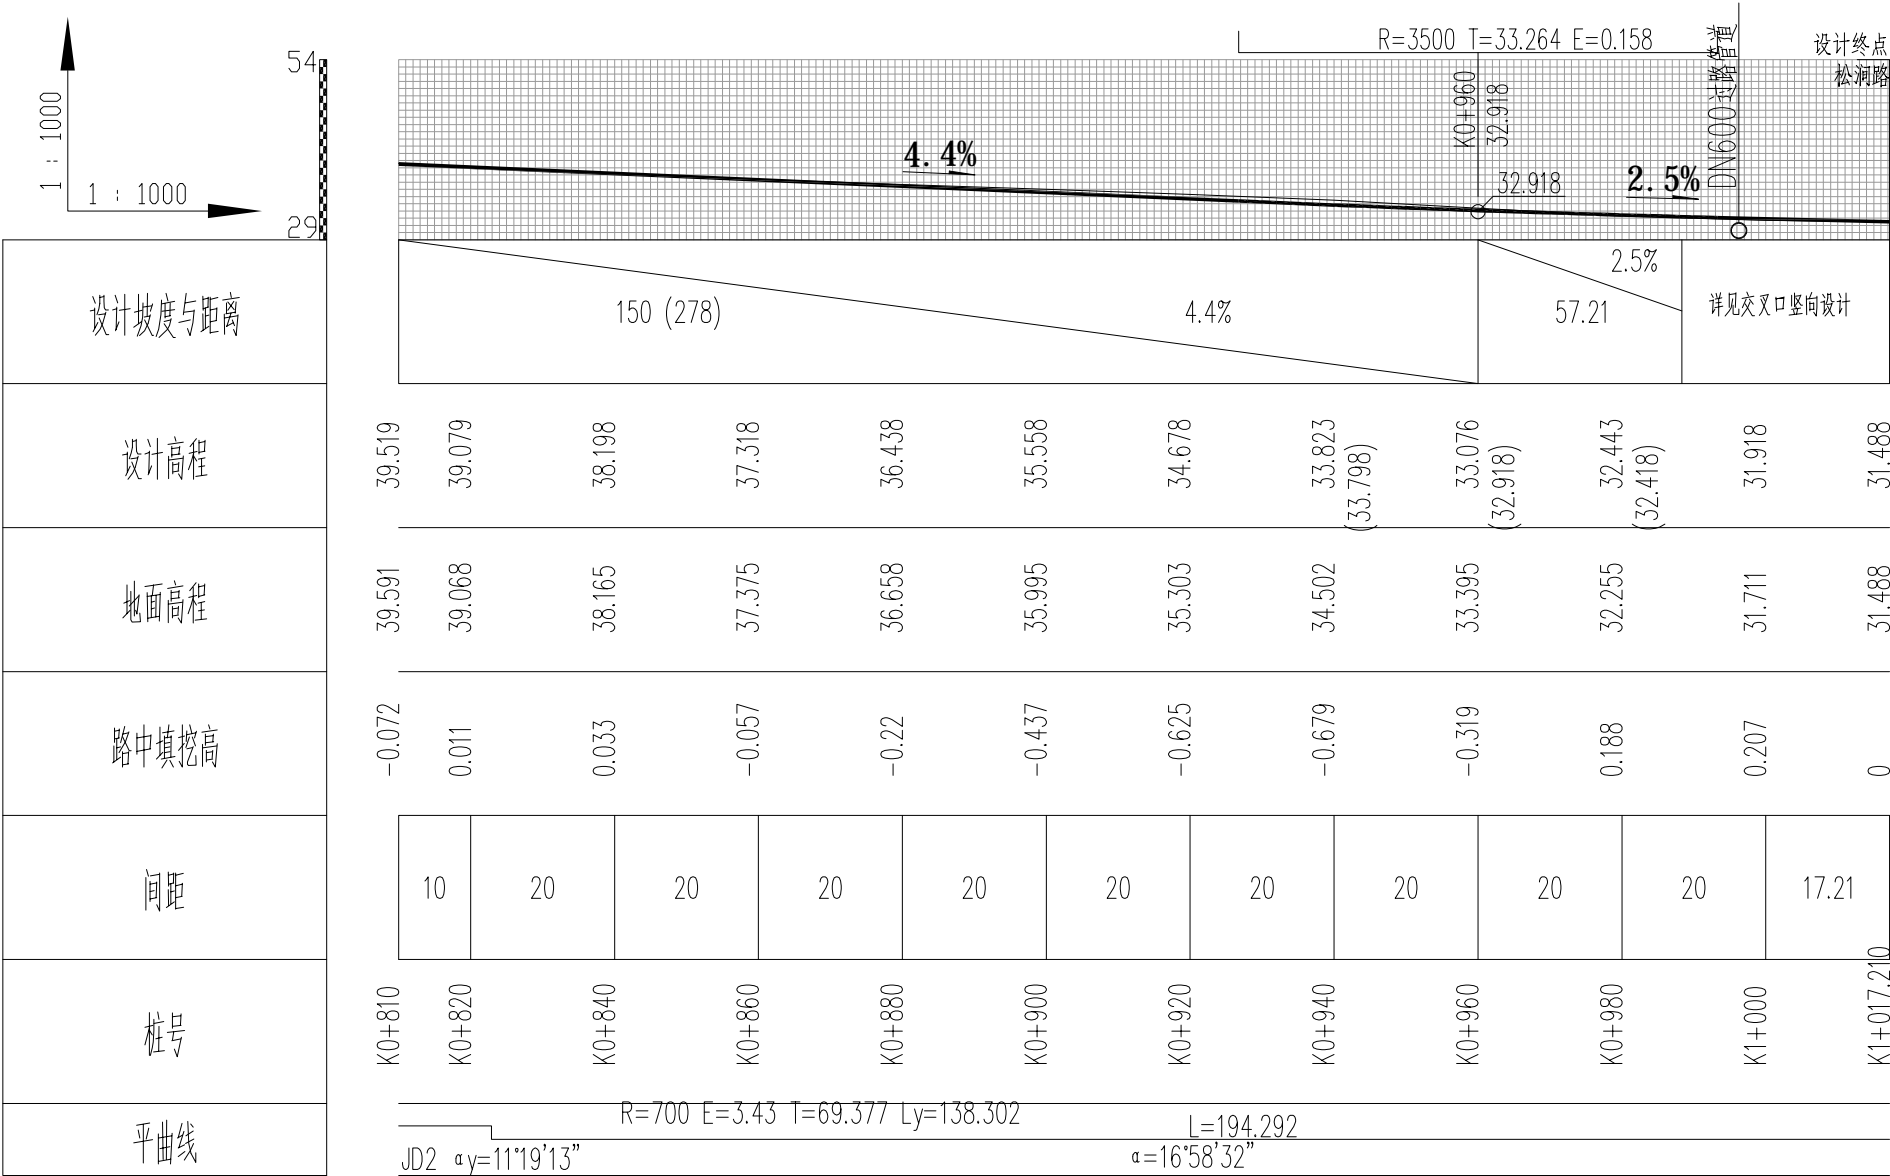 R=3500 T=33.264 E=0.158
设计终点
松涧路
54
29
1 : 1000
1 : 1000
K0+960
32.918
DN600过路管道
4.4%
32.918
2.5%
设计坡度与距离
150 (278)
4.4%
2.5%
57.21
详见交叉口竖向设计
设计高程
39.519
39.079
38.198
37.318
36.438
35.558
34.678
33.823
(33.798)
33.076
(32.918)
32.443
(32.418)
31.918
31.488
地面高程
39.591
39.068
38.165
37.375
36.658
35.995
35.303
34.502
33.395
32.255
31.711
31.488
路中填挖高
-0.072
0.011
0.033
-0.057
-0.22
-0.437
-0.625
-0.679
-0.319
0.188
0.207
0
间距
10
20
20
20
20
20
20
20
20
20
17.21
桩号
K0+810
K0+820
K0+840
K0+860
K0+880
K0+900
K0+920
K0+940
K0+960
K0+980
K1+000
K1+017.210
平曲线
R=700 E=3.43 T=69.377 Ly=138.302
L=194.292
JD2 αy=11°19'13"
α=16°58'32"